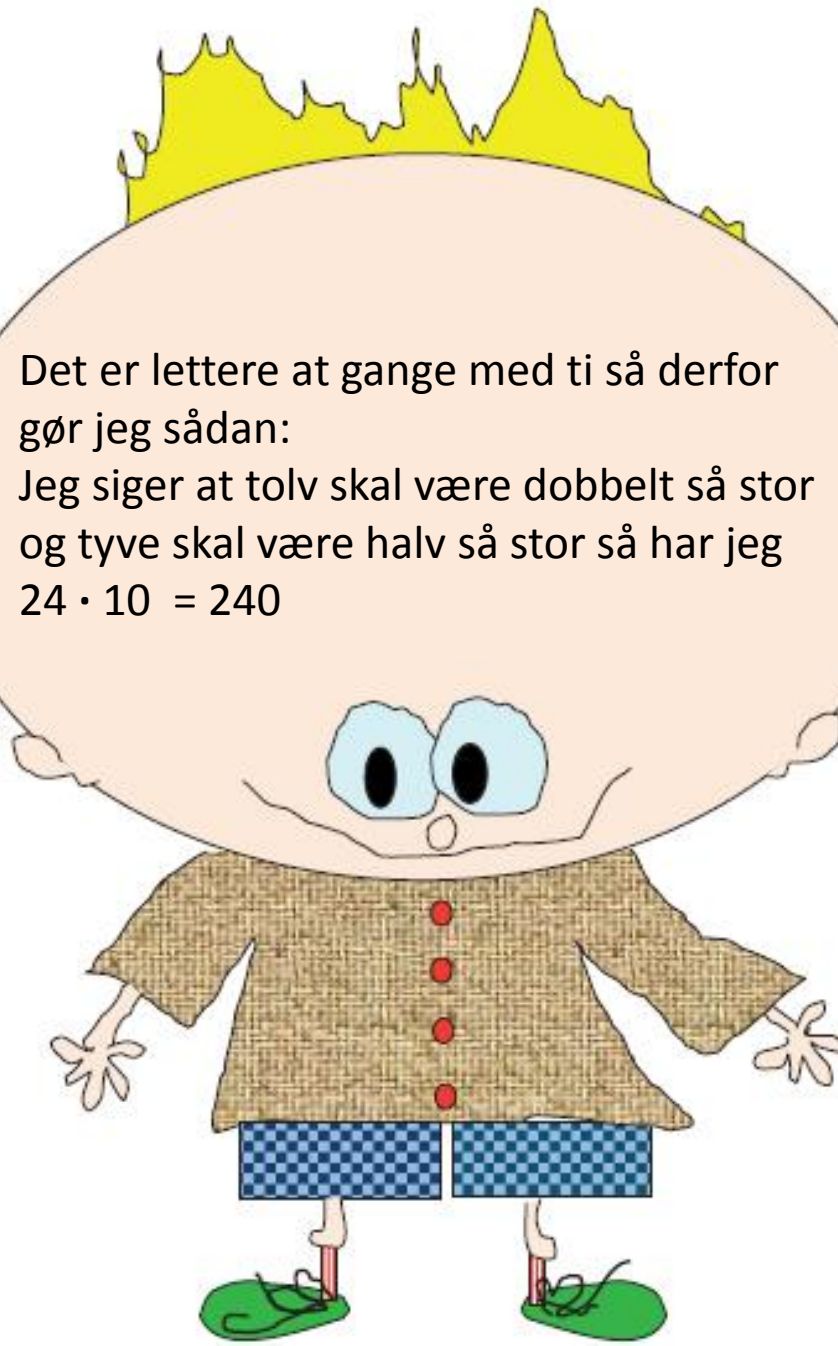 Det er lettere at gange med ti så derfor
gør jeg sådan:
Jeg siger at tolv skal være dobbelt så stor
og tyve skal være halv så stor så har jeg
24 · 10 = 240